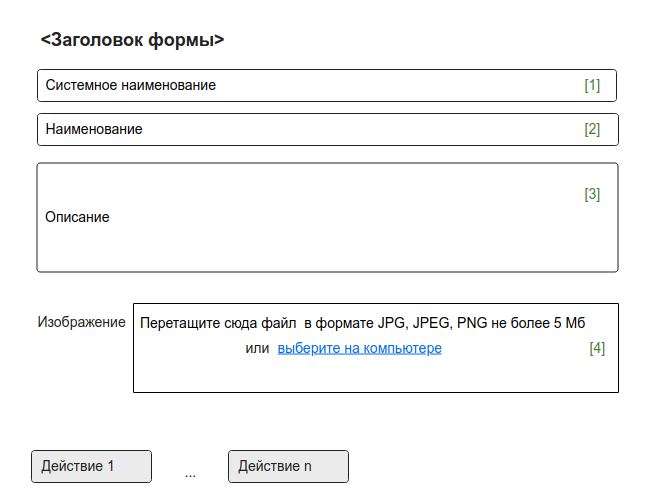 <Заголовок формы>
Системное наименование [1]
Наименование [2]
[3]
Описание
Изображение Перетащите сюда файл в формате JPG, JPEG, PNG не более 5 Мб
или выберите на компьютере [4]
Действие 1 ... Действие n